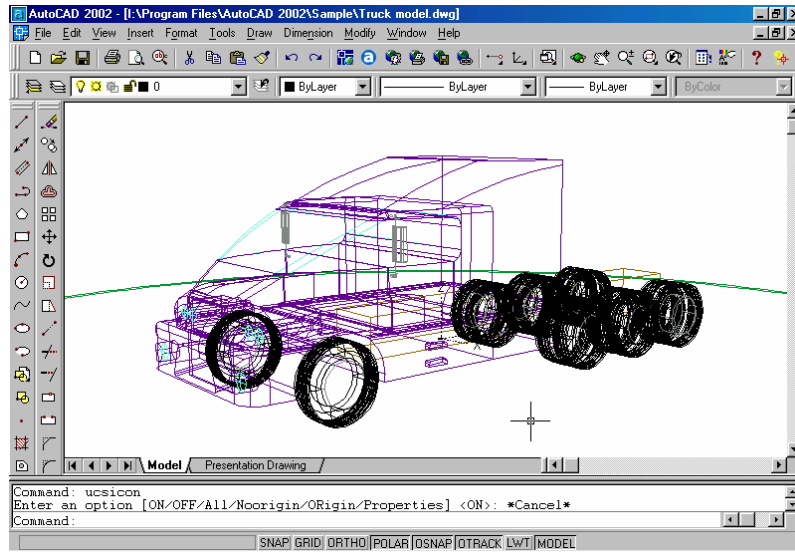 AutoCAD 2002 - [I:\Program Files\AutoCAD 2002\Sample\Truck model.dwg]
File Edit View Insert Format Tools Draw Dimension Modify Window Help
0 ByLayer ByLayer ByLayer ByColor
Model Presentation Drawing
Command: ucsicon
Enter an option [ON/OFF/All/Noorigin/ORigin/Properties] <ON>: *Cancel*
Command:
SNAP GRID ORTHO POLAR OSNAP OTRACK LWT MODEL